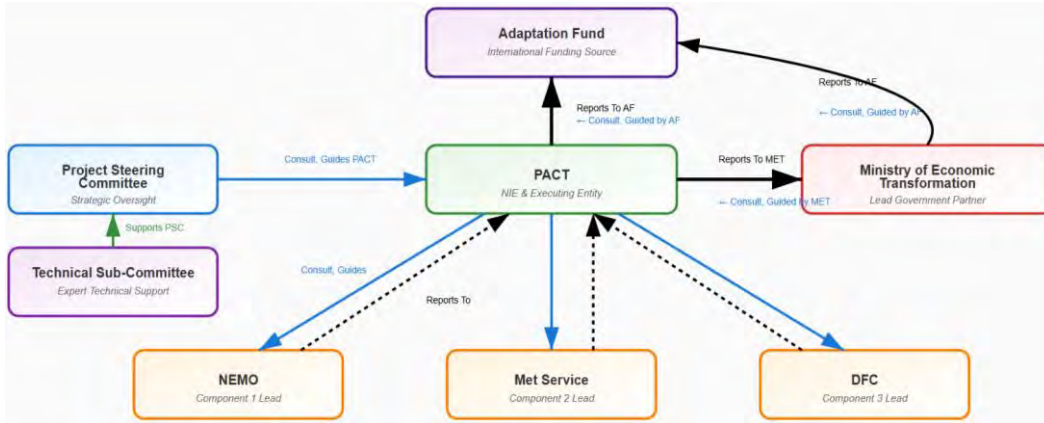 Adaptation Fund
International Funding Source
Reports To AF
← Consult, Guided by AF
Reports To AF
← Consult, Guided by AF
Project Steering
Committee
Strategic Oversight
Consult, Guides PACT
PACT
NIE & Executing Entity
Reports To MET
← Consult, Guided by MET
Ministry of Economic
Transformation
Lead Government Partner
Supports PSC
Technical Sub-Committee
Expert Technical Support
Consult, Guides
Reports To
NEMO
Component 1 Lead
Met Service
Component 2 Lead
DFC
Component 3 Lead